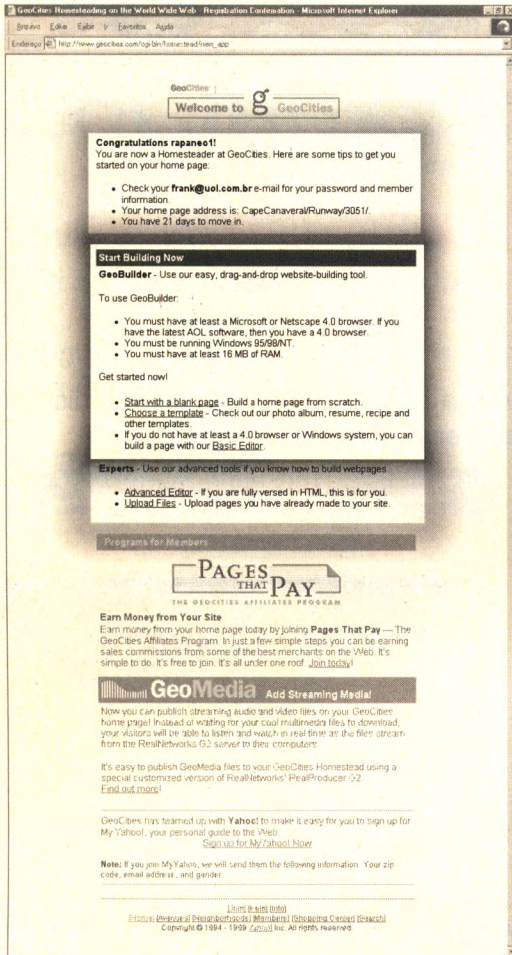 GeoCities Homesteading on the World Wide Web - Registration Confirmation - Microsoft Internet Explorer
Arquivo Editar Exibir Ir Favoritos Ajuda
Endereço http://www.geocities.com/cgi-bin/homestead/new_app
GeoCities
Welcome to g GeoCities
Congratulations rapaneo1!
You are now a Homesteader at GeoCities. Here are some tips to get you
started on your home page:
• Check your frank@uol.com.br e-mail for your password and member
information.
• Your home page address is: CapeCanaveral/Runway/3051/.
• You have 21 days to move in.
Start Building Now
GeoBuilder - Use our easy, drag-and-drop website-building tool.
To use GeoBuilder:
• You must have at least a Microsoft or Netscape 4.0 browser. If you
have the latest AOL software, then you have a 4.0 browser.
• You must be running Windows 95/98/NT.
• You must have at least 16 MB of RAM.
Get started now!
• Start with a blank page - Build a home page from scratch.
• Choose a template - Check out our photo album, resume, recipe and
other templates.
• If you do not have at least a 4.0 browser or Windows system, you can
build a page with our Basic Editor.
Experts - Use our advanced tools if you know how to build webpages.
• Advanced Editor - If you are fully versed in HTML, this is for you.
• Upload Files - Upload pages you have already made to your site.
Programs for Members
PAGES
THAT PAY
THE GEOCITIES AFFILIATES PROGRAM
Earn Money from Your Site
Earn money from your home page today by joining Pages That Pay — The
GeoCities Affiliates Program. In just a few simple steps you can be earning
sales commissions from some of the best merchants on the Web. It's
simple to do. It's free to join. It's all under one roof. Join today!
GeoMedia Add Streaming Media!
Now you can publish streaming audio and video files on your GeoCities
home page! Instead of waiting for your cool multimedia files to download,
your visitors will be able to listen and watch in real time as the files stream
from the RealNetworks G2 server to their computers.
It's easy to publish GeoMedia files to your GeoCities Homestead using a
special customized version of RealNetworks' RealProducer G2.
Find out more!
GeoCities has teamed up with Yahoo! to make it easy for you to sign up for
My Yahoo!, your personal guide to the Web.
Sign up for My Yahoo! Now
Note: If you join My Yahoo, we will send them the following information: Your zip
code, email address, and gender.
[Join] [Help] [Info]
[Home] [Avenues] [Neighborhoods] [Members] [Shopping Center] [Search]
Copyright © 1994 - 1999 Yahoo! Inc. All rights reserved.